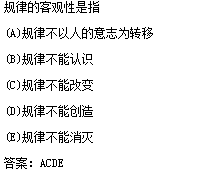 规律的客观性是指
(A)规律不以人的意志为转移
(B)规律不能认识
(C)规律不能改变
(D)规律不能创造
(E)规律不能消灭
答案: ACDE